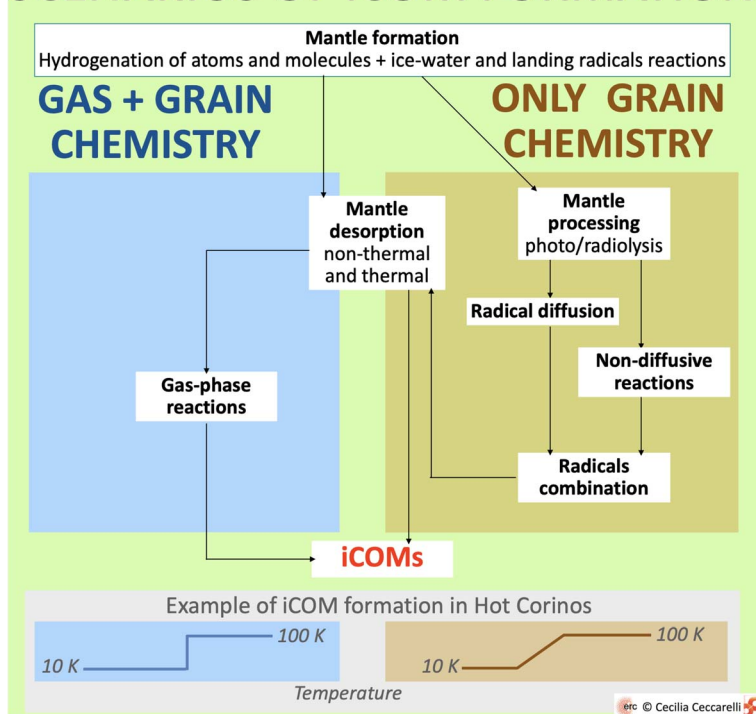 Mantle formation
Hydrogenation of atoms and molecules + ice-water and landing radicals reactions
GAS + GRAIN
CHEMISTRY
ONLY GRAIN
CHEMISTRY
Mantle
desorption
non-thermal
and thermal
Mantle
processing
photo/radiolysis
Radical diffusion
Non-diffusive
reactions
Gas-phase
reactions
Radicals
combination
iCOMs
Example of iCOM formation in Hot Corinos
10 K
100 K
10 K
100 K
Temperature
erc © Cecilia Ceccarelli